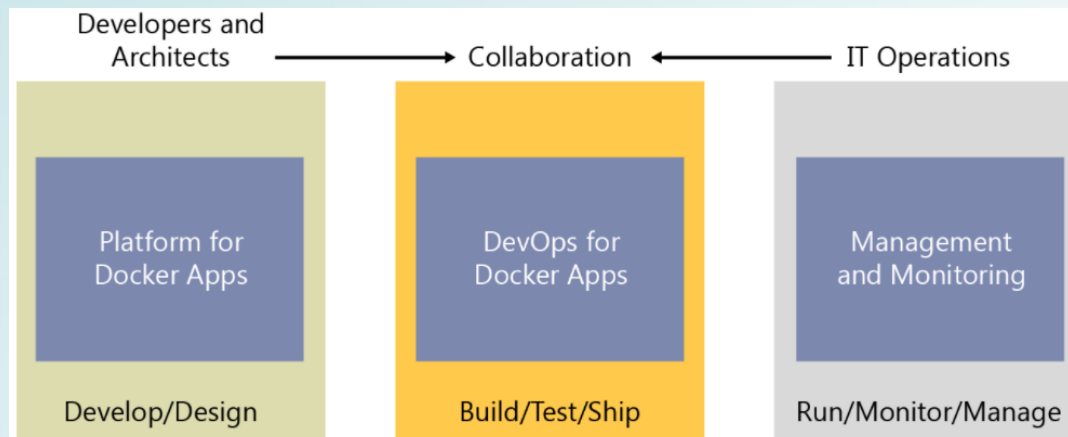 Developers and
Architects
Collaboration
IT Operations
Platform for
Docker Apps
DevOps for
Docker Apps
Management
and Monitoring
Develop/Design
Build/Test/Ship
Run/Monitor/Manage